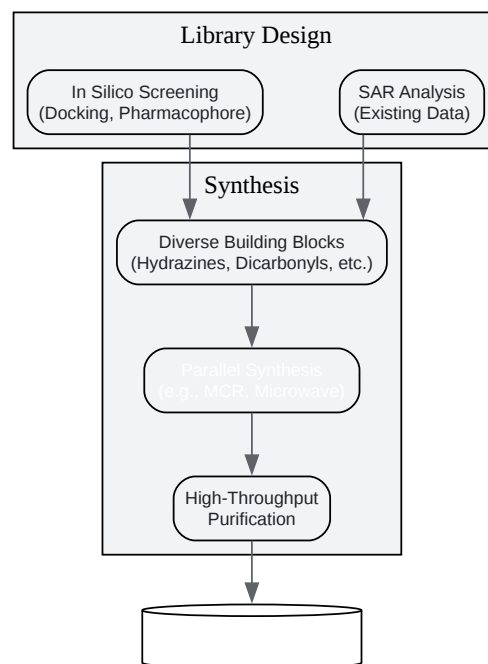 Library Design
In Silico Screening
(Docking, Pharmacophore)
SAR Analysis
(Existing Data)
Synthesis
Diverse Building Blocks
(Hydrazines, Dicarbonyls, etc.)
Parallel Synthesis
(e.g., MCR, Microwave)
High-Throughput
Purification